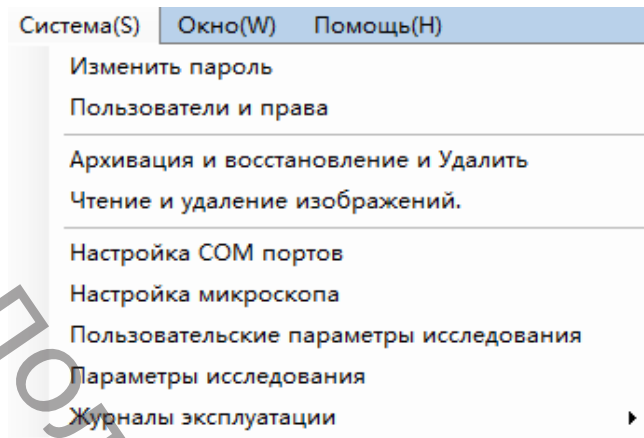 Система(S) Окно(W) Помощь(H)
Изменить пароль
Пользователи и права
Архивация и восстановление и Удалить
Чтение и удаление изображений.
Настройка COM портов
Настройка микроскопа
Пользовательские параметры исследования
Параметры исследования
Журналы эксплуатации